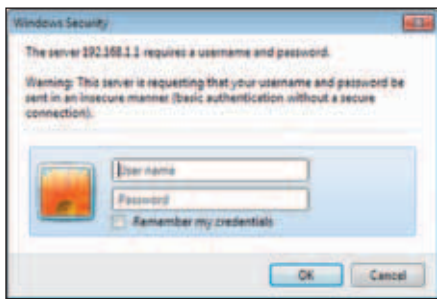 Windows Security
The server 192.168.1.1 requires a username and password.
Warning: This server is requesting that your username and password be
sent in an insecure manner (basic authentication without a secure
connection).
User name
Password
Remember my credentials
OK
Cancel